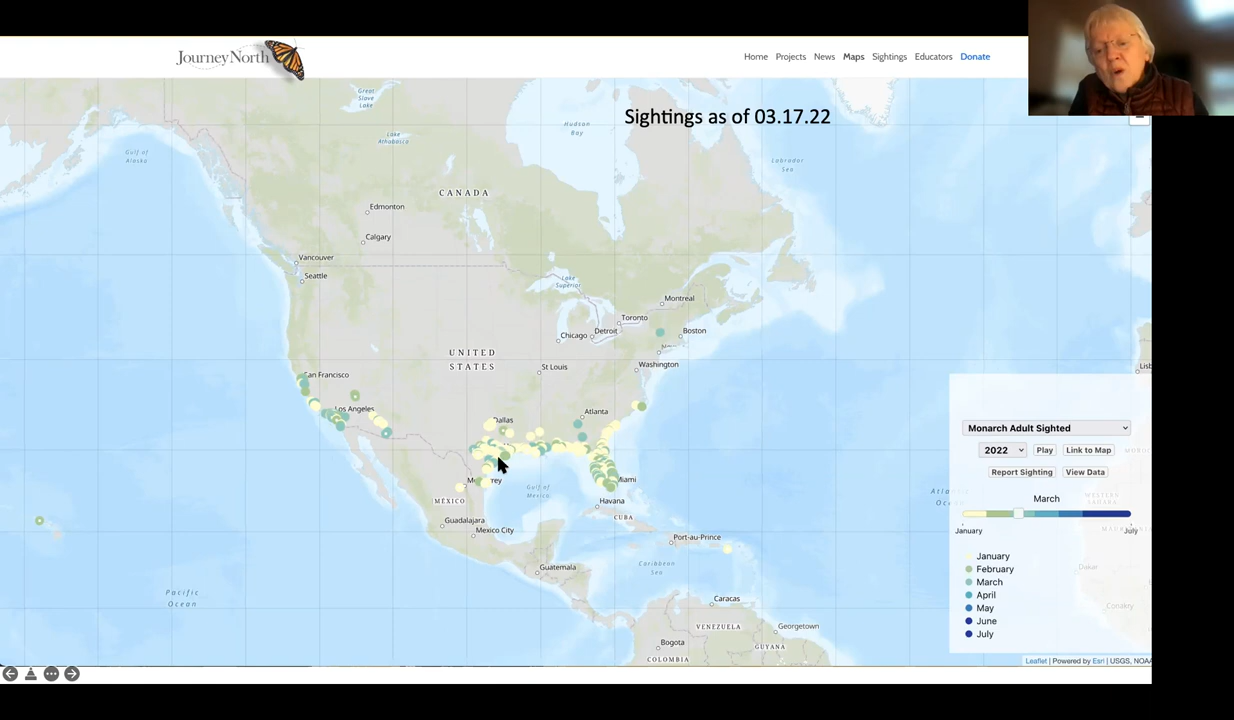 JourneyNorth
Home Projects News Maps Sightings Educators Donate
Sightings as of 03.17.22
Great Slave Lake
Lake Athabasca
Hudson Bay
Gulf of Alaska
Labrador Sea
CANADA
Edmonton
Calgary
Vancouver
Seattle
Lake Superior
Montreal
Toronto
Chicago
Detroit
Boston
UNITED STATES
St Louis
Washington
San Francisco
Los Angeles
Atlanta
Dallas
Miami
Gulf of Mexico
Havana
MÉXICO
CUBA
Guadalajara
Mexico City
Port-au-Prince
Guatemala
Caribbean Sea
Pacific Ocean
Caracas
VENEZUELA
Georgetown
GUYANA
Bogota
COLOMBIA
Monarch Adult Sighted
2022 Play Link to Map
Report Sighting View Data
March
January July
January
February
March
April
May
June
July
Dakar
Conakry
Leaflet | Powered by Esri | USGS, NOAA